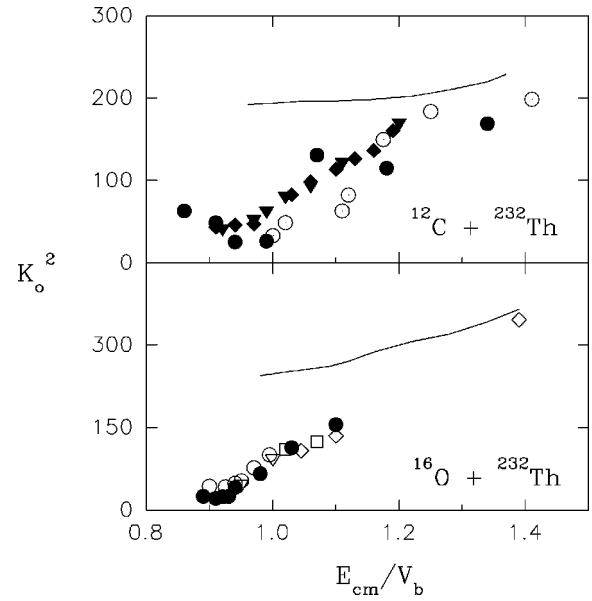 300
200
100
0
¹²C + ²³²Th
K₀²
300
150
0
¹⁶O + ²³²Th
0.8 1.0 1.2 1.4
E_cm/V_b